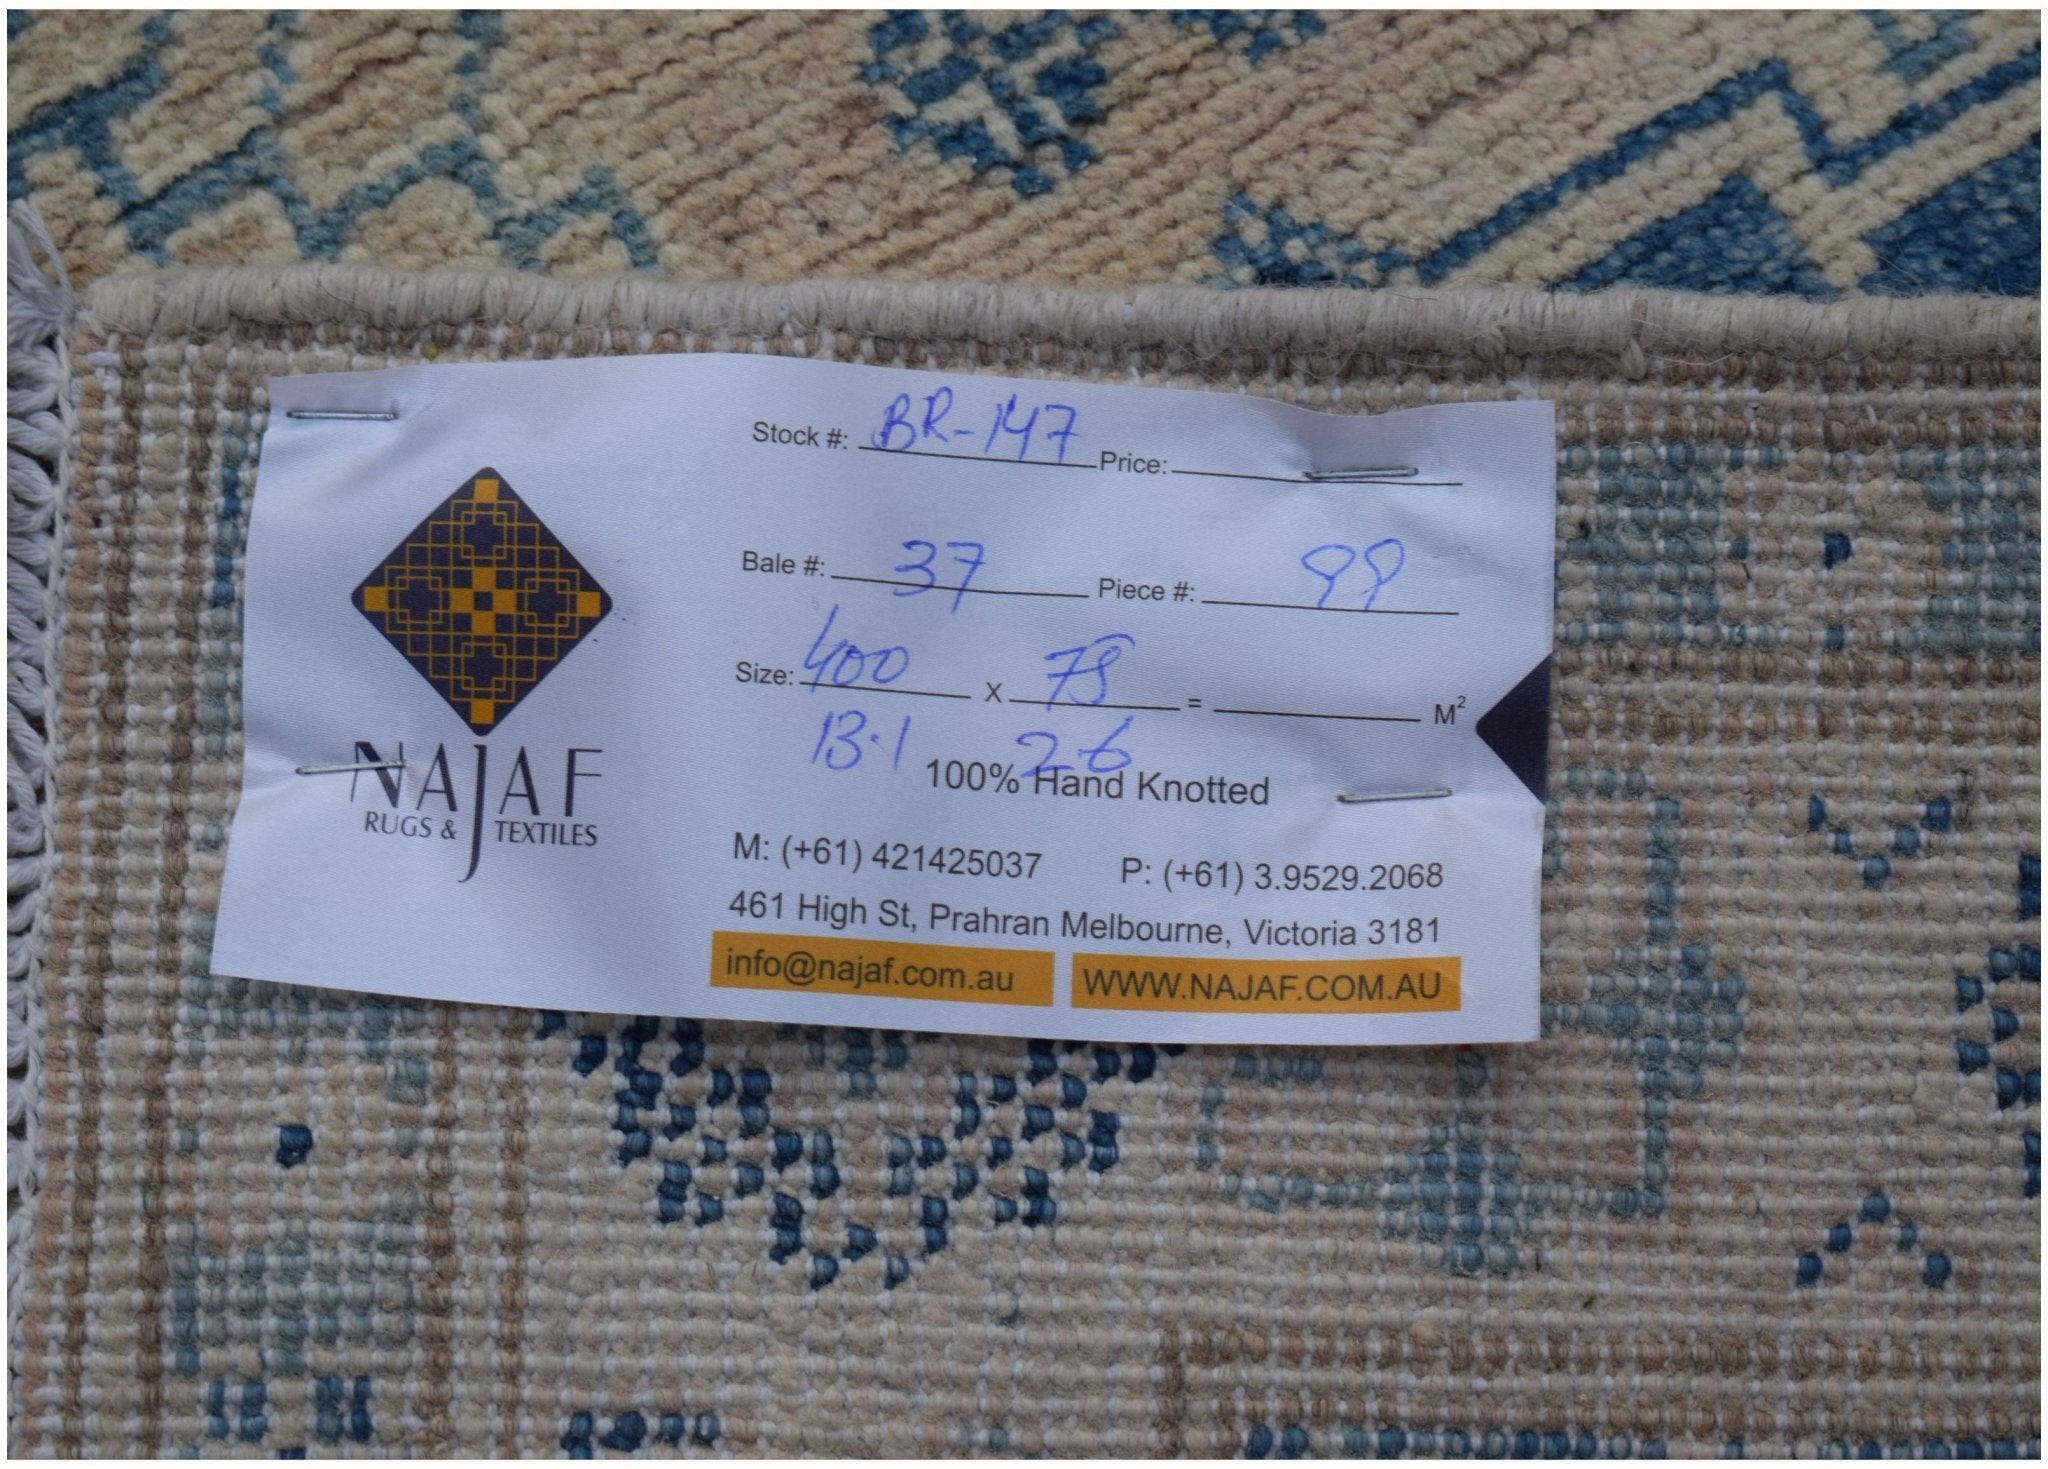 Stock #: BR-147 Price:
Bale #: 37 Piece #: 99
Size: 400 X 78 = M²
13.1 2.6
100% Hand Knotted
NAJAF
RUGS & TEXTILES
M: (+61) 421425037 P: (+61) 3.9529.2068
461 High St, Prahran Melbourne, Victoria 3181
info@najaf.com.au WWW.NAJAF.COM.AU